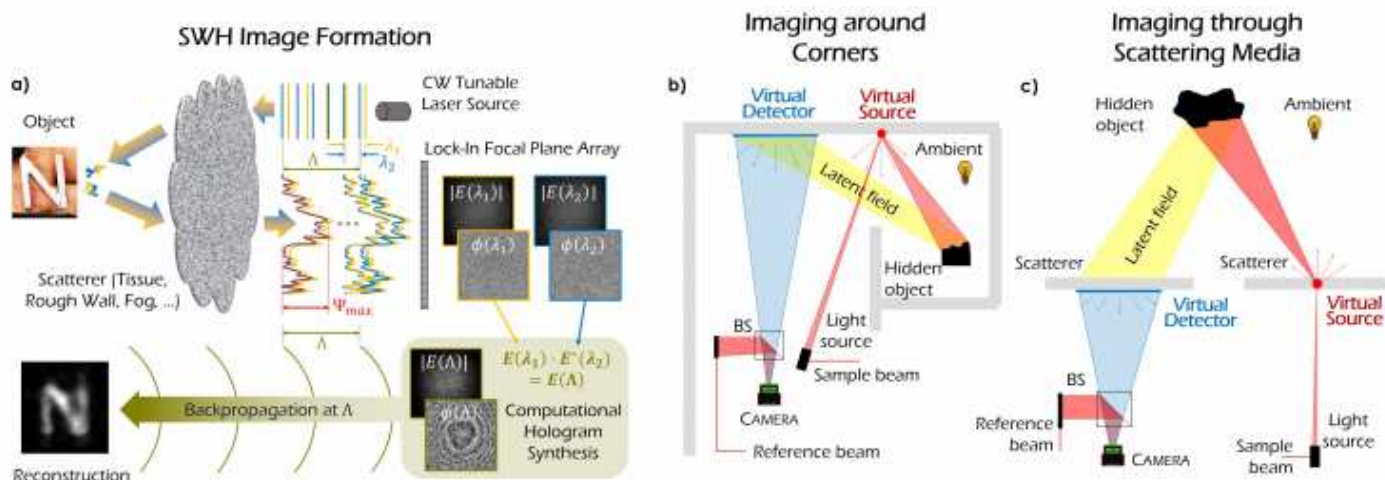 SWH Image Formation
a)
Object
CW Tunable
Laser Source
λ₁
Λ
λ₂
Lock-In Focal Plane Array
|E(λ₁)|
|E(λ₂)|
ϕ(λ₁)
ϕ(λ₂)
Scatterer (Tissue,
Rough Wall, Fog, ...)
Ψmax
Λ
|E(Λ)|
E(λ₁) · E*(λ₂)
= E(Λ)
ϕ(Λ)
Computational
Hologram
Synthesis
Backpropagation at Λ
Reconstruction
Imaging around
Corners
b)
Virtual
Detector
Virtual
Source
Ambient
Latent field
Hidden
object
BS
Light
source
Sample beam
CAMERA
Reference beam
Imaging through
Scattering Media
c)
Hidden
object
Ambient
Latent field
Scatterer
Scatterer
Virtual
Detector
Virtual
Source
BS
Reference
beam
CAMERA
Light
source
Sample
beam